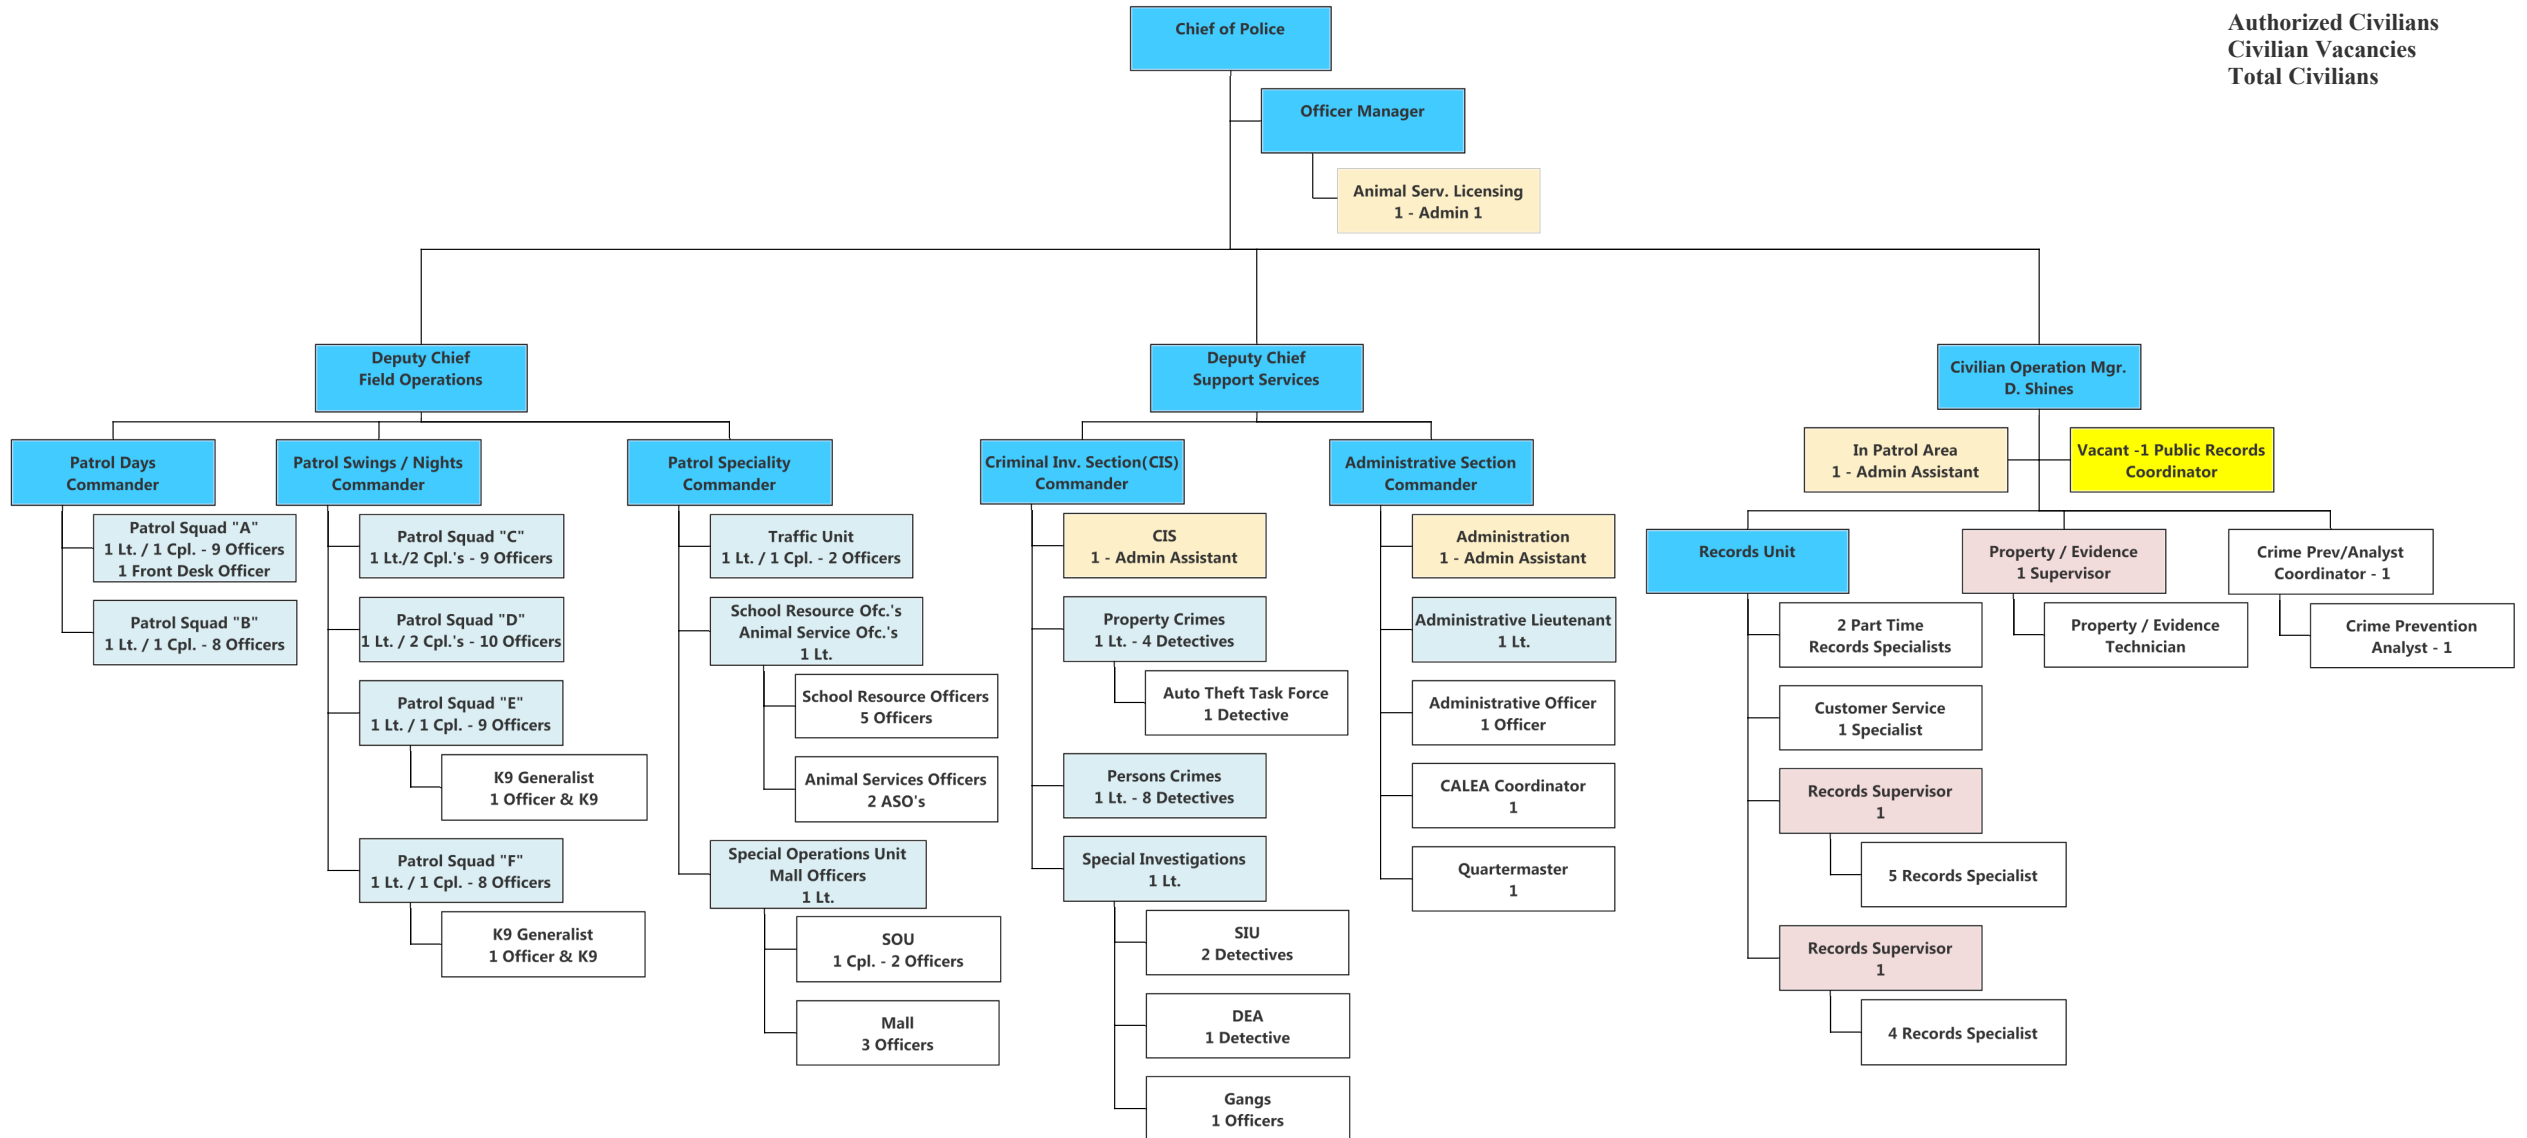 Chief of Police
Authorized Civilians
Civilian Vacancies
Total Civilians
Officer Manager
Animal Serv. Licensing
1 - Admin 1
Deputy Chief
Field Operations
Patrol Days
Commander
Patrol Squad "A"
1 Lt. / 1 Cpl. - 9 Officers
1 Front Desk Officer
Patrol Squad "B"
1 Lt. / 1 Cpl. - 8 Officers
Patrol Swings / Nights
Commander
Patrol Squad "C"
1 Lt./2 Cpl.'s - 9 Officers
Patrol Squad "D"
1 Lt. / 2 Cpl.'s - 10 Officers
Patrol Squad "E"
1 Lt. / 1 Cpl. - 9 Officers
K9 Generalist
1 Officer & K9
Patrol Squad "F"
1 Lt. / 1 Cpl. - 8 Officers
K9 Generalist
1 Officer & K9
Patrol Speciality
Commander
Traffic Unit
1 Lt. / 1 Cpl. - 2 Officers
School Resource Ofc.'s
Animal Service Ofc.'s
1 Lt.
School Resource Officers
5 Officers
Animal Services Officers
2 ASO's
Special Operations Unit
Mall Officers
1 Lt.
SOU
1 Cpl. - 2 Officers
Mall
3 Officers
Deputy Chief
Support Services
Criminal Inv. Section(CIS)
Commander
CIS
1 - Admin Assistant
Property Crimes
1 Lt. - 4 Detectives
Auto Theft Task Force
1 Detective
Persons Crimes
1 Lt. - 8 Detectives
Special Investigations
1 Lt.
SIU
2 Detectives
DEA
1 Detective
Gangs
1 Officers
Administrative Section
Commander
Administration
1 - Admin Assistant
Administrative Lieutenant
1 Lt.
Administrative Officer
1 Officer
CALEA Coordinator
1
Quartermaster
1
Civilian Operation Mgr.
D. Shines
In Patrol Area
1 - Admin Assistant
Vacant -1 Public Records
Coordinator
Records Unit
2 Part Time
Records Specialists
Customer Service
1 Specialist
Records Supervisor
1
5 Records Specialist
Records Supervisor
1
4 Records Specialist
Property / Evidence
1 Supervisor
Property / Evidence
Technician
Crime Prev/Analyst
Coordinator - 1
Crime Prevention
Analyst - 1